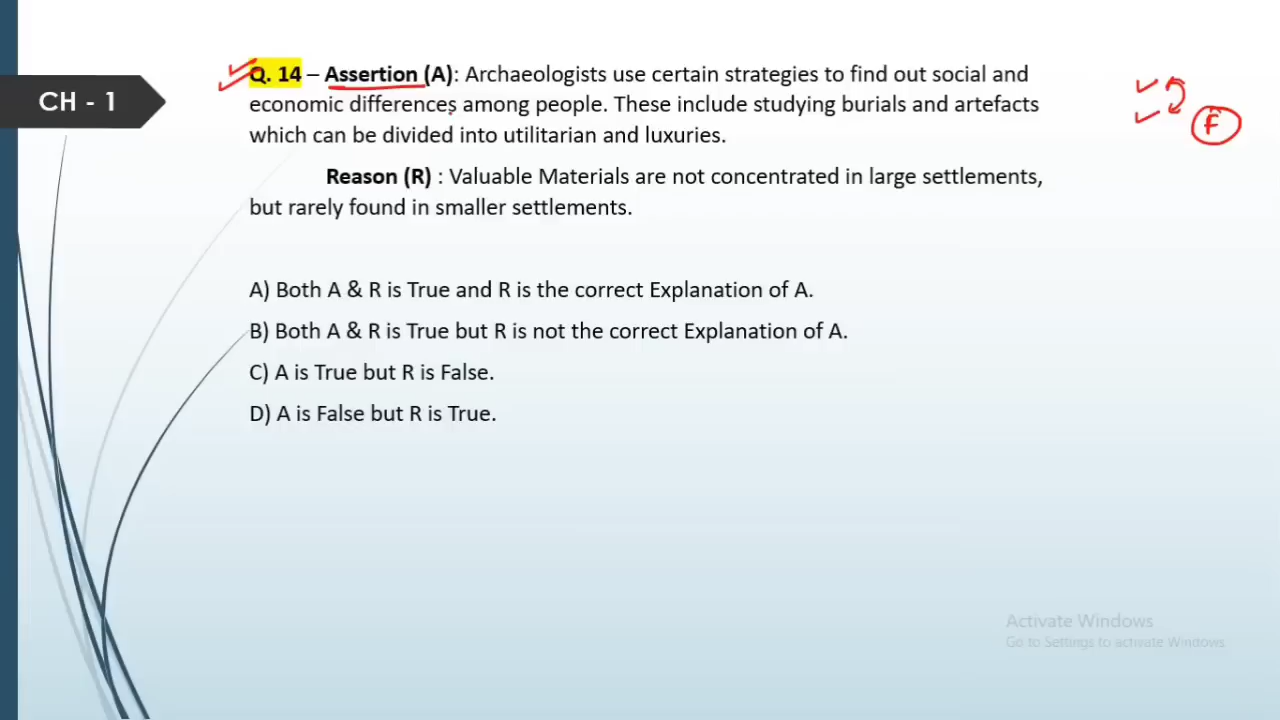 CH - 1
Q. 14 – Assertion (A): Archaeologists use certain strategies to find out social and
economic differences among people. These include studying burials and artefacts
which can be divided into utilitarian and luxuries.
F
Reason (R) : Valuable Materials are not concentrated in large settlements,
but rarely found in smaller settlements.
A) Both A & R is True and R is the correct Explanation of A.
B) Both A & R is True but R is not the correct Explanation of A.
C) A is True but R is False.
D) A is False but R is True.
Activate Windows
Go to Settings to activate Windows.